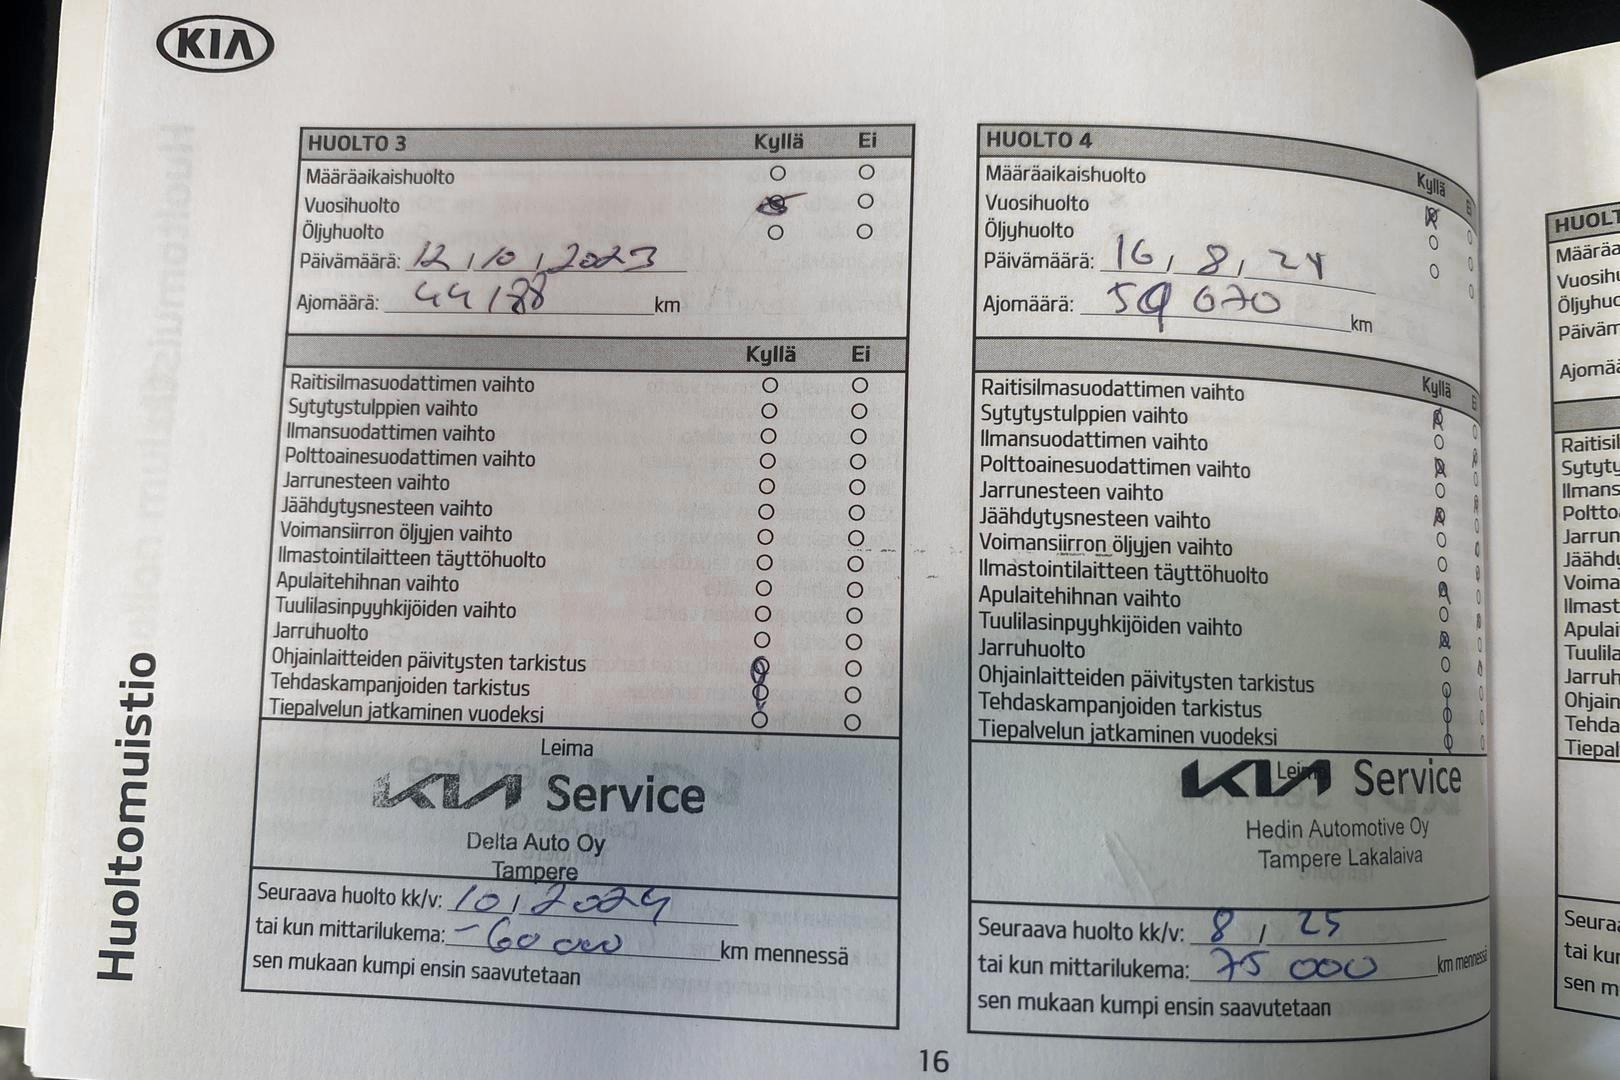 KIA
Huoltomuistio
HUOLTO 3 Kyllä Ei
Määräaikaishuolto
Vuosihuolto
Öljyhuolto
Päivämäärä: 12 / 10 / 2023
Ajomäärä: 44188 km
Kyllä Ei
Raitisilmasuodattimen vaihto
Sytytystulppien vaihto
Ilmansuodattimen vaihto
Polttoainesuodattimen vaihto
Jarrunesteen vaihto
Jäähdytysnesteen vaihto
Voimansiirron öljyjen vaihto
Ilmastointilaitteen täyttöhuolto
Apulaitehihnan vaihto
Tuulilasinpyyhkijöiden vaihto
Jarruhuolto
Ohjainlaitteiden päivitysten tarkistus
Tehdaskampanjoiden tarkistus
Tiepalvelun jatkaminen vuodeksi
Leima
KIA Service
Delta Auto Oy
Tampere
Seuraava huolto kk/v: 10 / 2024
tai kun mittarilukema: - 60 000 km mennessä
sen mukaan kumpi ensin saavutetaan
HUOLTO 4 Kyllä Ei
Määräaikaishuolto
Vuosihuolto
Öljyhuolto
Päivämäärä: 16 / 8 / 24
Ajomäärä: 59 670 km
Kyllä Ei
Raitisilmasuodattimen vaihto
Sytytystulppien vaihto
Ilmansuodattimen vaihto
Polttoainesuodattimen vaihto
Jarrunesteen vaihto
Jäähdytysnesteen vaihto
Voimansiirron öljyjen vaihto
Ilmastointilaitteen täyttöhuolto
Apulaitehihnan vaihto
Tuulilasinpyyhkijöiden vaihto
Jarruhuolto
Ohjainlaitteiden päivitysten tarkistus
Tehdaskampanjoiden tarkistus
Tiepalvelun jatkaminen vuodeksi
Leima
KIA Service
Hedin Automotive Oy
Tampere Lakalaiva
Seuraava huolto kk/v: 8 / 25
tai kun mittarilukema: 75 000 km mennessä
sen mukaan kumpi ensin saavutetaan
16